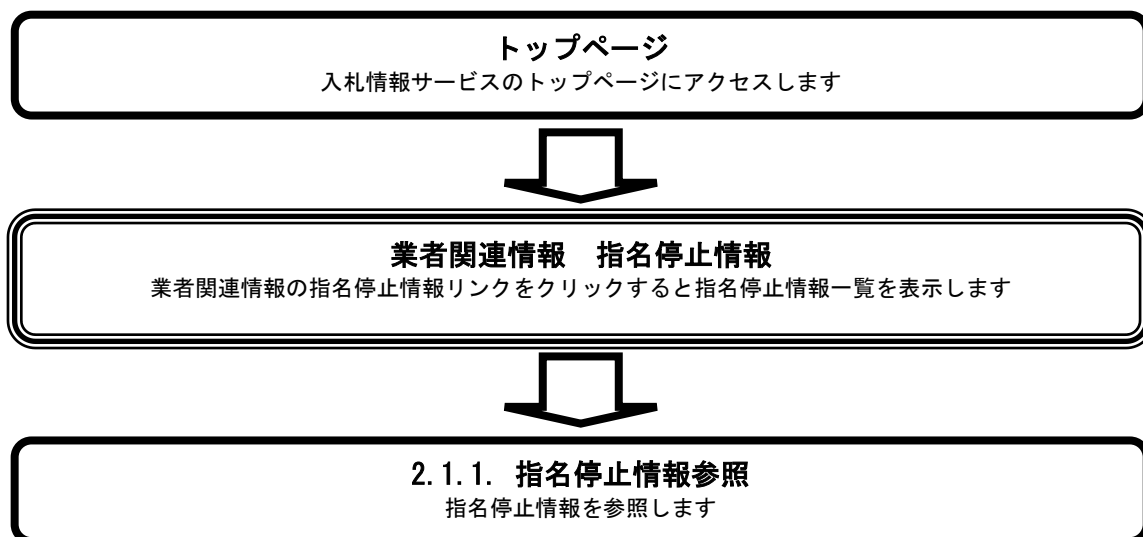 トップページ
入札情報サービスのトップページにアクセスします
業者関連情報　指名停止情報
業者関連情報の指名停止情報リンクをクリックすると指名停止情報一覧を表示します
2.1.1. 指名停止情報参照
指名停止情報を参照します